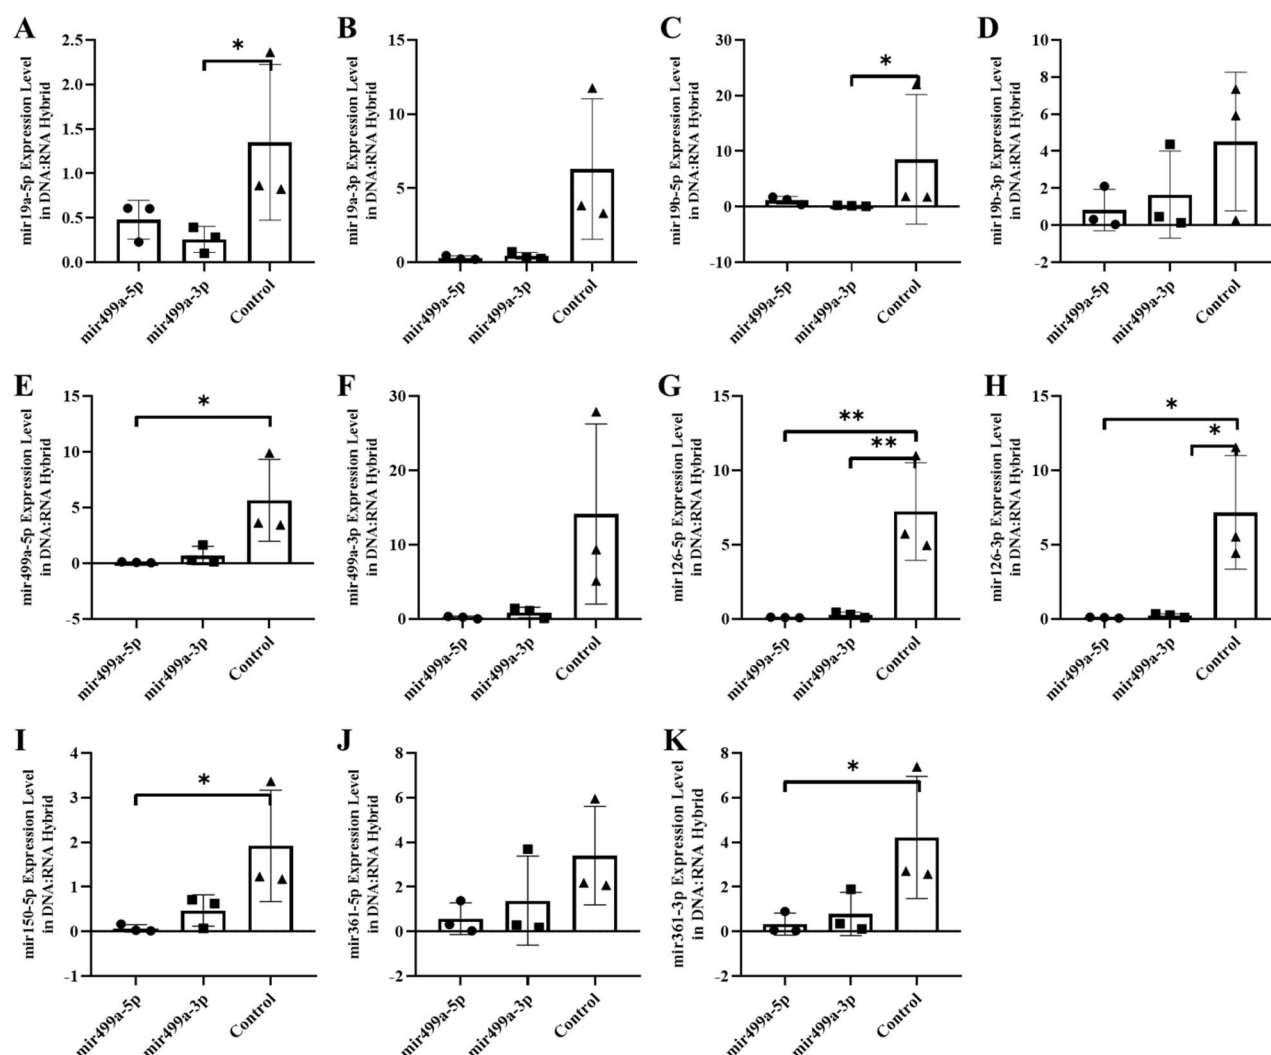 A
mir19a-5p Expression Level
in DNA:RNA Hybrid
2.5
2.0
1.5
1.0
0.5
0.0
*
mir499a-5p
mir499a-3p
Control
B
mir19a-3p Expression Level
in DNA:RNA Hybrid
15
10
5
0
mir499a-5p
mir499a-3p
Control
C
mir19b-5p Expression Level
in DNA:RNA Hybrid
30
20
10
0
-10
*
mir499a-5p
mir499a-3p
Control
D
mir19b-3p Expression Level
in DNA:RNA Hybrid
10
8
6
4
2
0
-2
mir499a-5p
mir499a-3p
Control
E
mir499a-5p Expression Level
in DNA:RNA Hybrid
15
10
5
0
-5
*
mir499a-5p
mir499a-3p
Control
F
mir499a-3p Expression Level
in DNA:RNA Hybrid
30
20
10
0
mir499a-5p
mir499a-3p
Control
G
mir126-5p Expression Level
in DNA:RNA Hybrid
15
10
5
0
**
**
mir499a-5p
mir499a-3p
Control
H
mir126-3p Expression Level
in DNA:RNA Hybrid
15
10
5
0
*
*
mir499a-5p
mir499a-3p
Control
I
mir150-5p Expression Level
in DNA:RNA Hybrid
4
3
2
1
0
-1
*
mir499a-5p
mir499a-3p
Control
J
mir361-5p Expression Level
in DNA:RNA Hybrid
8
6
4
2
0
-2
mir499a-5p
mir499a-3p
Control
K
mir361-3p Expression Level
in DNA:RNA Hybrid
8
6
4
2
0
-2
*
mir499a-5p
mir499a-3p
Control